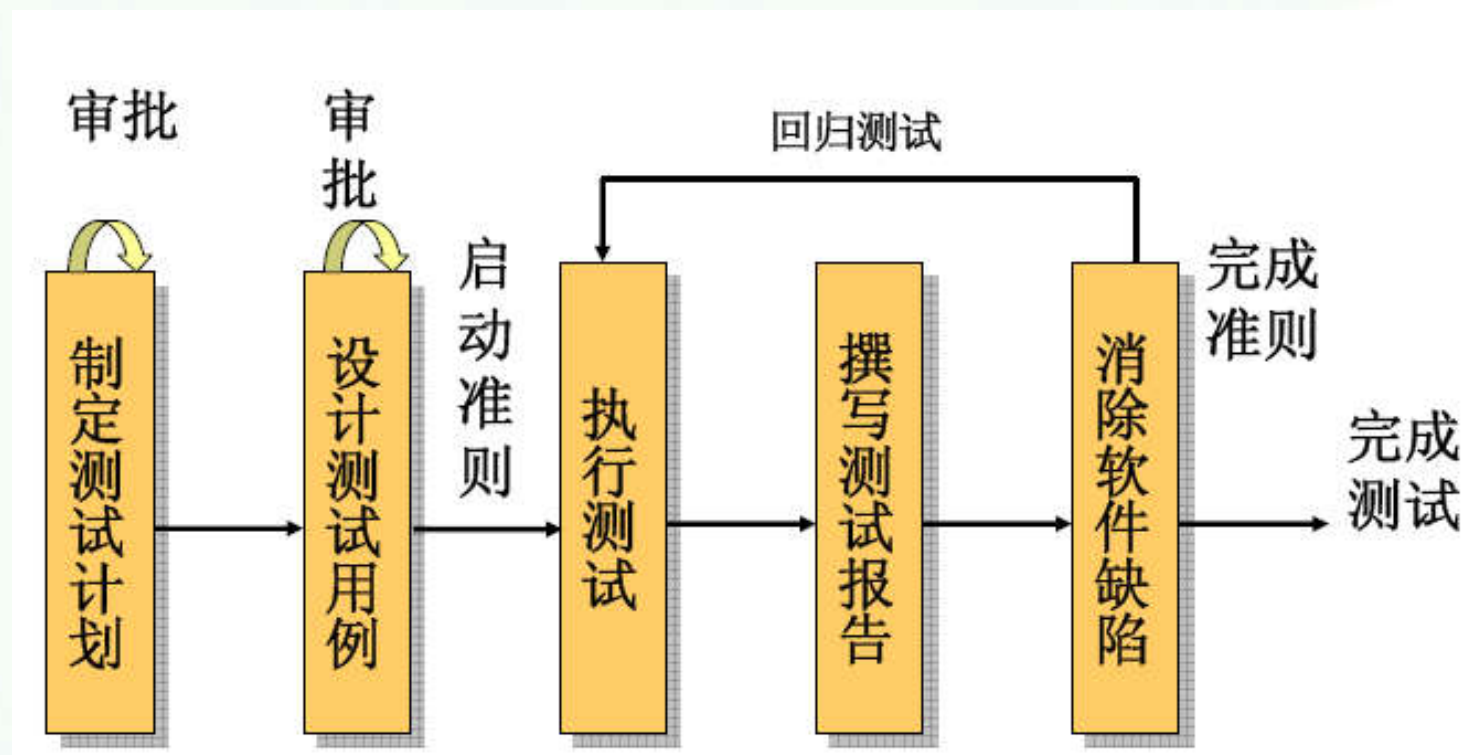 审批
审批
回归测试
制定测试计划
设计测试用例
启动准则
执行测试
撰写测试报告
消除软件缺陷
完成
准则
完成
测试